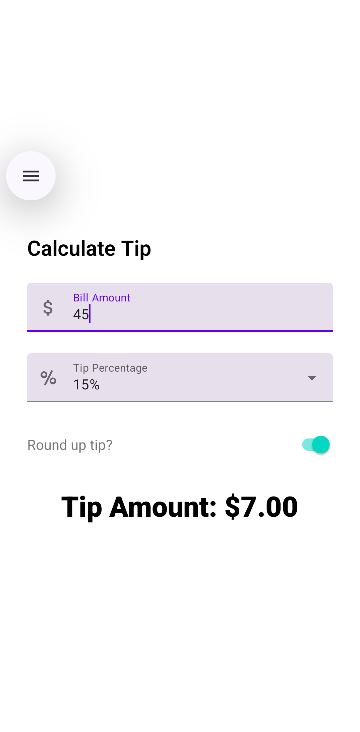 Calculate Tip
$
Bill Amount
45
%
Tip Percentage
15%
Round up tip?
Tip Amount: $7.00